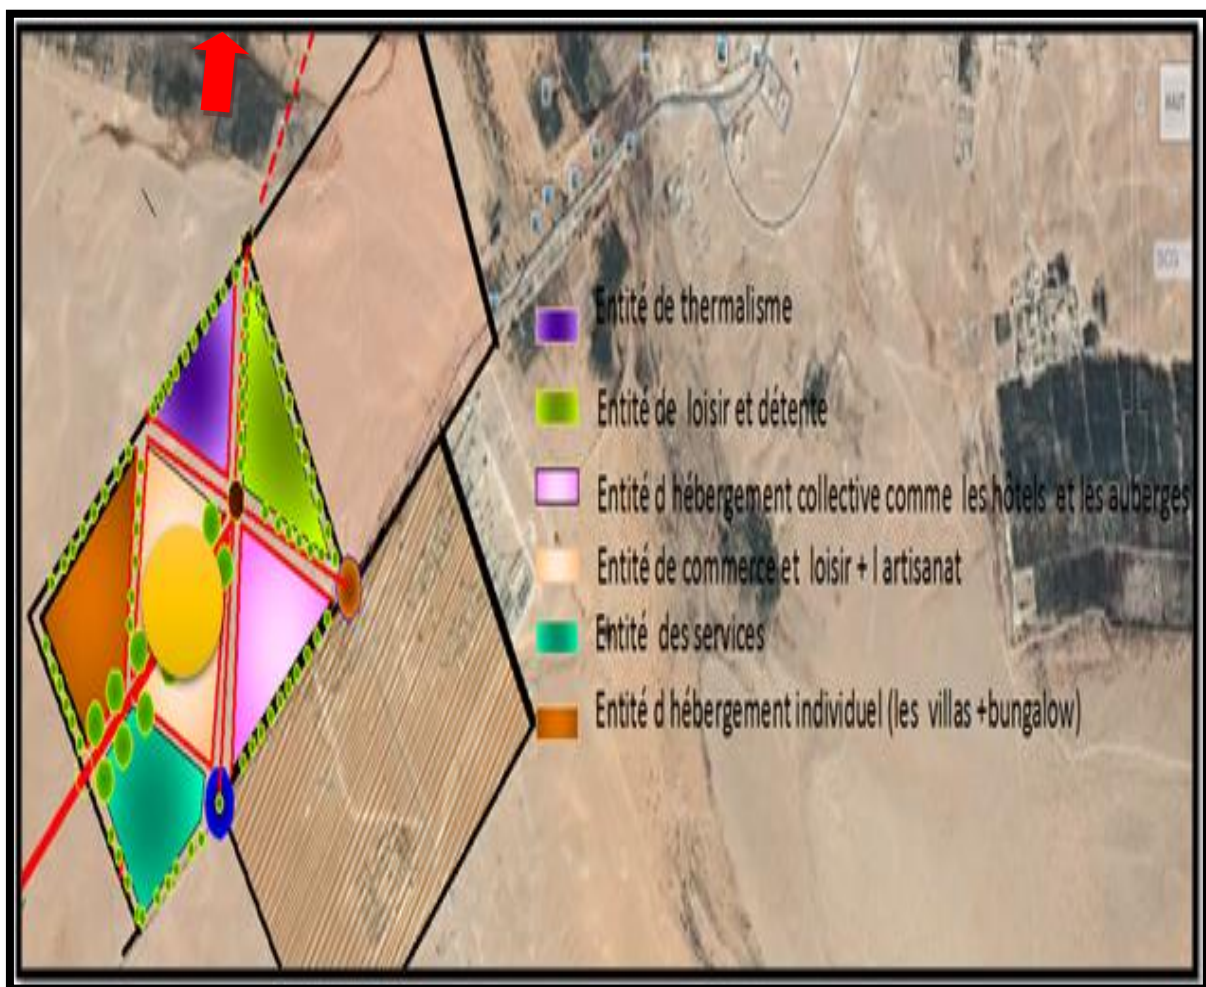 HAUT
Entité de thermalisme
Entité de loisir et détente
Entité d hébergement collective comme les hôtels et les auberges
Entité de commerce et loisir + l artisanat
Entité des services
Entité d hébergement individuel (les villas +bungalow)